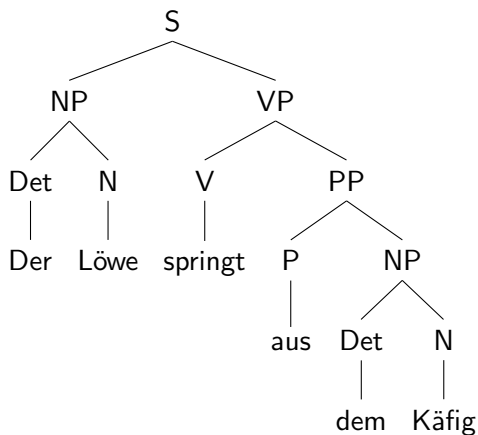 S
NP VP
Det N V PP
Der Löwe springt P NP
aus Det N
dem Käfig